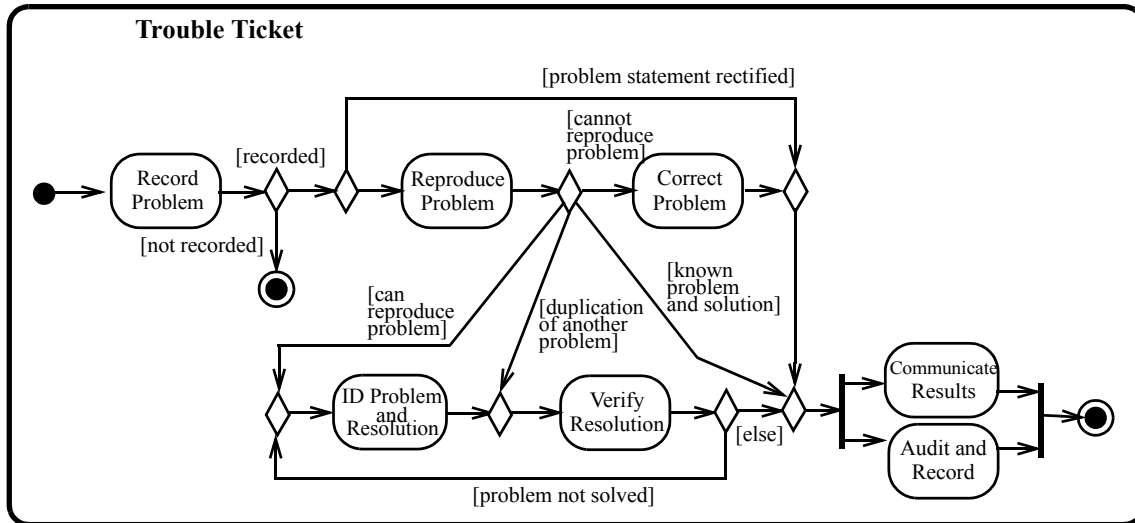 Trouble Ticket
[problem statement rectified]
[cannot
reproduce
problem]
[recorded]
Record
Problem
Reproduce
Problem
Correct
Problem
[not recorded]
[can
reproduce
problem]
[duplication
of another
problem]
[known
problem
and solution]
ID Problem
and
Resolution
Verify
Resolution
[else]
Communicate
Results
Audit and
Record
[problem not solved]